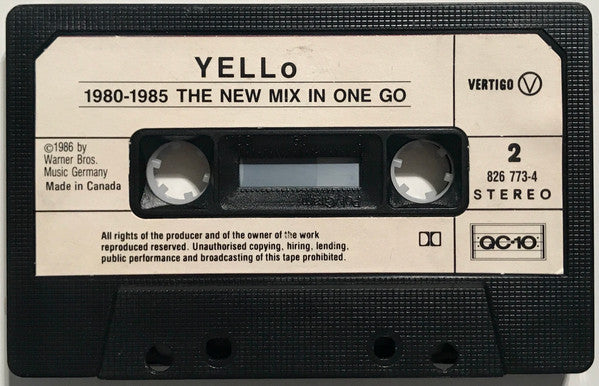 YELLo
1980-1985 THE NEW MIX IN ONE GO
VERTIGO V
©1986 by
Warner Bros.
Music Germany
Made in Canada
2
826 773-4
STEREO
All rights of the producer and of the owner of the work
reproduced reserved. Unauthorised copying, hiring, lending,
public performance and broadcasting of this tape prohibited.
QC-10